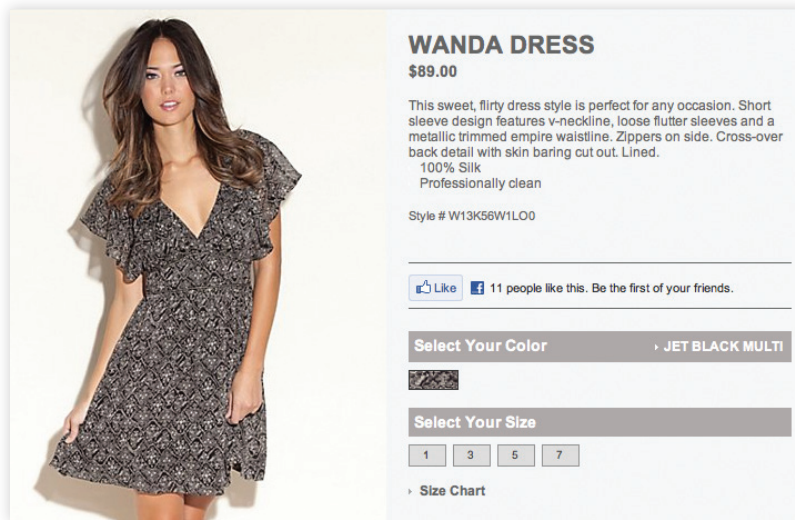 WANDA DRESS
$89.00
This sweet, flirty dress style is perfect for any occasion. Short
sleeve design features v-neckline, loose flutter sleeves and a
metallic trimmed empire waistline. Zippers on side. Cross-over
back detail with skin baring cut out. Lined.
100% Silk
Professionally clean
Style # W13K56W1LO0
Like
f 11 people like this. Be the first of your friends.
Select Your Color › JET BLACK MULTI
Select Your Size
1 3 5 7
› Size Chart